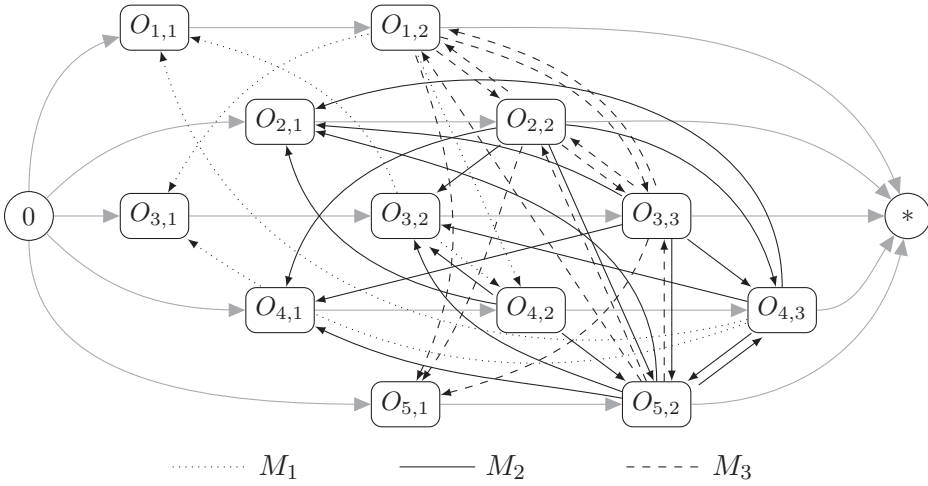 O1,1 O1,2
O2,1 O2,2
0 O3,1 O3,2 O3,3 *
O4,1 O4,2 O4,3
O5,1 O5,2
M1 M2 M3